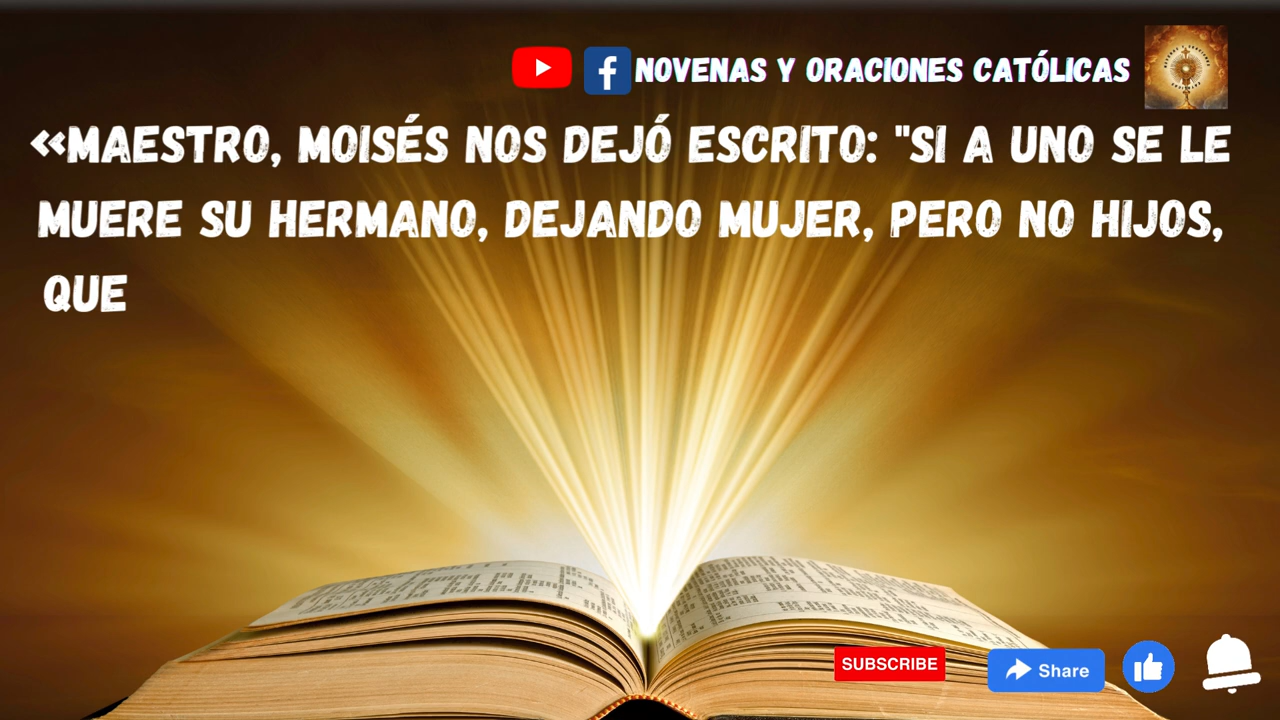 NOVENAS Y ORACIONES CATÓLICAS
«MAESTRO, MOISÉS NOS DEJÓ ESCRITO: "SI A UNO SE LE
MUERE SU HERMANO, DEJANDO MUJER, PERO NO HIJOS,
QUE
SUBSCRIBE
Share